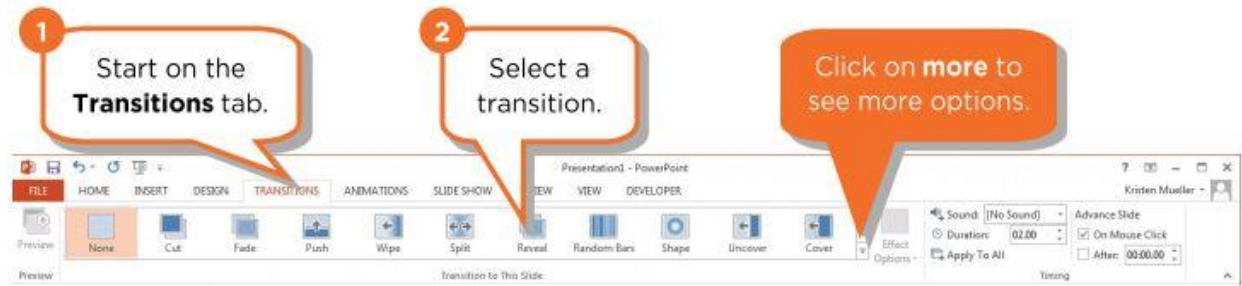 1
Start on the
Transitions tab.
2
Select a
transition.
Click on more to
see more options.
Presentation1 - PowerPoint
FILE HOME INSERT DESIGN TRANSITIONS ANIMATIONS SLIDE SHOW VIEW DEVELOPER
Kristen Mueller
Preview
None Cut Fade Push Wipe Split Reveal Random Bars Shape Uncover Cover
Effect
Options
Sound: [No Sound]
Duration: 02.00
Apply To All
Advance Slide
On Mouse Click
After: 00:00.00
Preview
Transition to This Slide
Timing